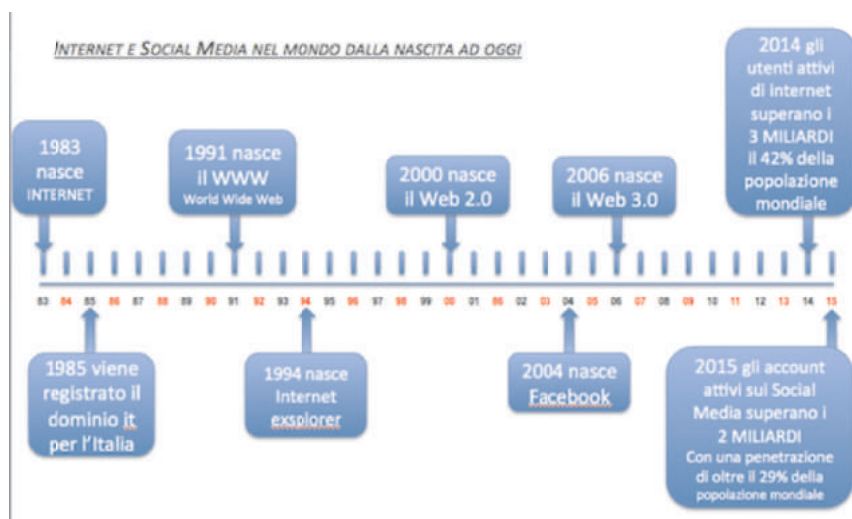 INTERNET E SOCIAL MEDIA NEL MONDO DALLA NASCITA AD OGGI
1983
nasce
INTERNET
1991 nasce
il WWW
World Wide Web
2000 nasce
il Web 2.0
2006 nasce
il Web 3.0
2014 gli
utenti attivi
di internet
superano i
3 MILIARDI
il 42% della
popolazione
mondiale
83 84 85 86 87 88 89 90 91 92 93 94 95 96 97 98 99 00 01 86 02 03 04 05 06 07 08 09 10 11 12 13 14 15
1985 viene
registrato il
dominio it
per l'Italia
1994 nasce
Internet
exsplorer
2004 nasce
Facebook
2015 gli account
attivi sui Social
Media superano i
2 MILIARDI
Con una penetrazione
di oltre il 29% della
popolazione mondiale